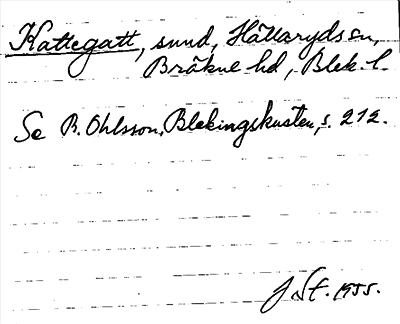 Kattegatt, sund, Hällaryds sn,
Bräkne hd, Blek. l.
Se B. Ohlsson, Blekingskusten, s. 212.
J St. 1955.